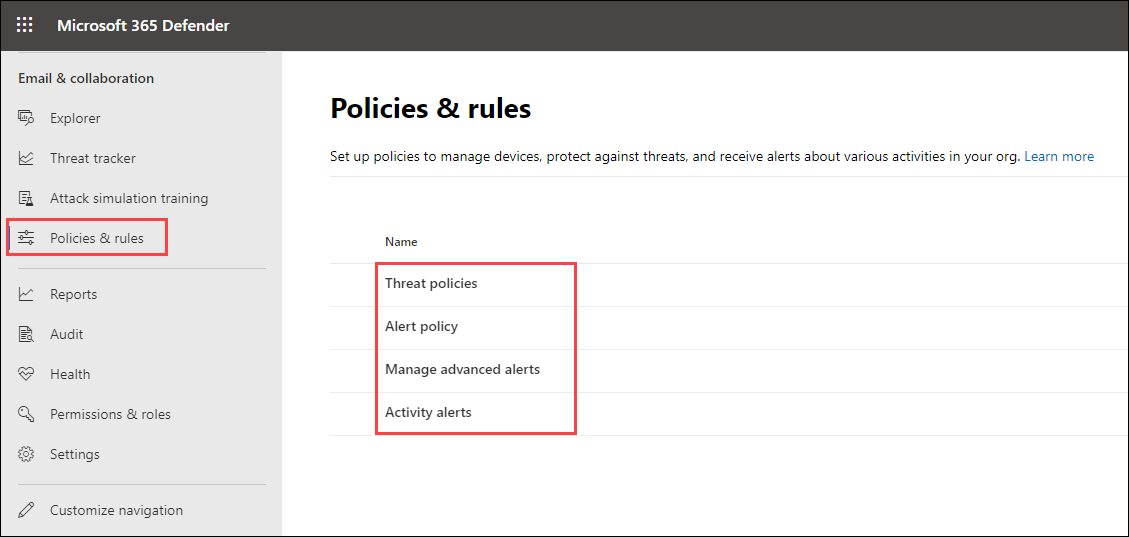 Microsoft 365 Defender
Email & collaboration
Explorer
Threat tracker
Attack simulation training
Policies & rules
Reports
Audit
Health
Permissions & roles
Settings
Customize navigation
Policies & rules
Set up policies to manage devices, protect against threats, and receive alerts about various activities in your org. Learn more
Name
Threat policies
Alert policy
Manage advanced alerts
Activity alerts